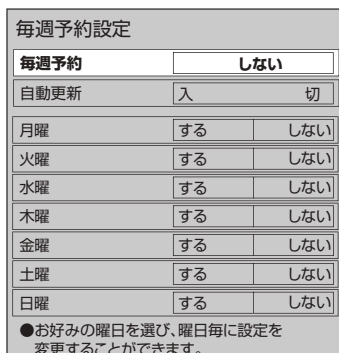 毎週予約設定
毎週予約 しない
自動更新 入 切
月曜 する しない
火曜 する しない
水曜 する しない
木曜 する しない
金曜 する しない
土曜 する しない
日曜 する しない
●お好みの曜日を選び、曜日毎に設定を
変更することができます。